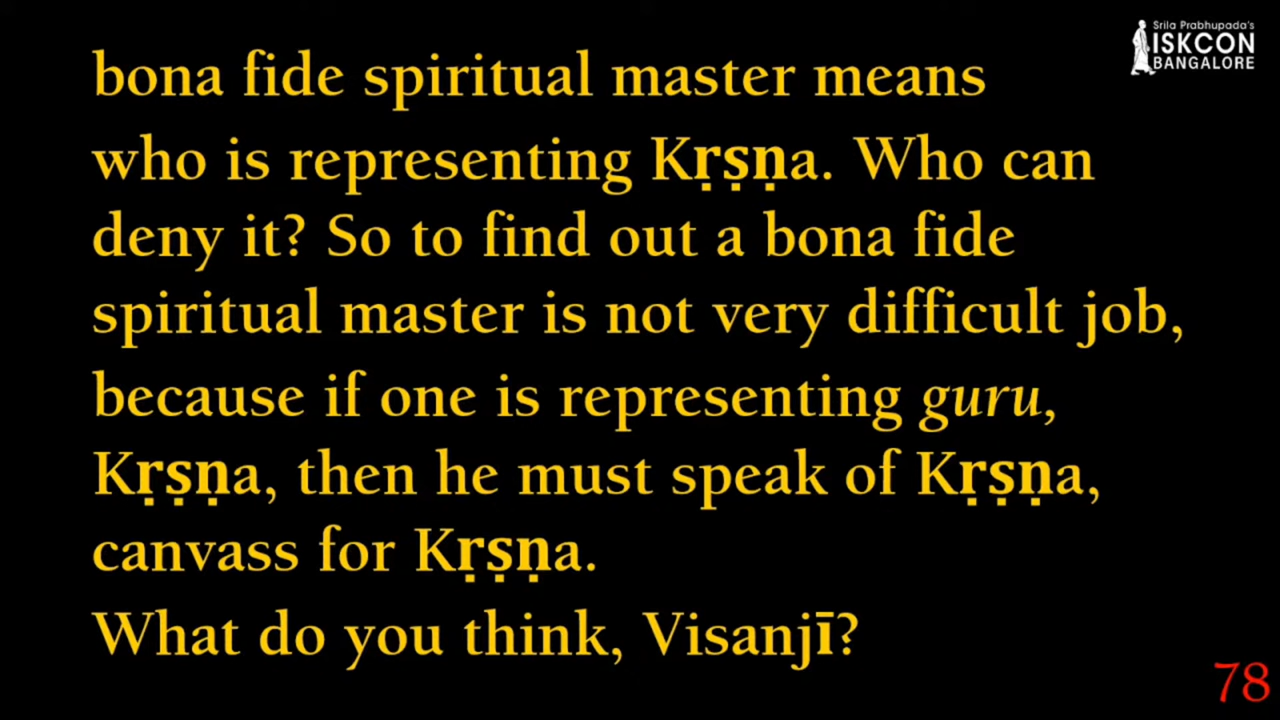 Srila Prabhupada's
ISKCON
BANGALORE
bona fide spiritual master means
who is representing Kṛṣṇa. Who can
deny it? So to find out a bona fide
spiritual master is not very difficult job,
because if one is representing guru,
Kṛṣṇa, then he must speak of Kṛṣṇa,
canvass for Kṛṣṇa.
What do you think, Visanjī?
78